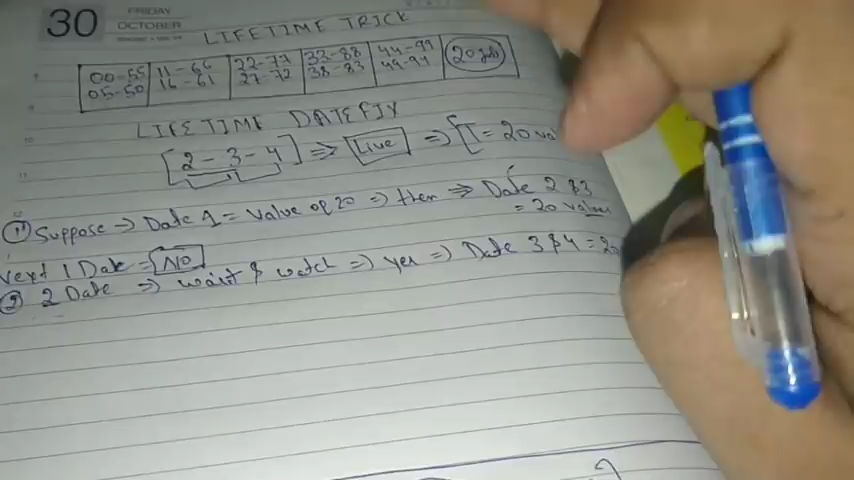 30 FRIDAY
OCTOBER
LIFETIME TRICK
00-55 11-66 22-77 33-88 44-99
05-50 16-61 27-72 38-83 49-94
LIFETIME DATEFIX
[2-3-4] => Live => [1 = 20
① Suppose → Date 1 = Value of 20 => then => Date 2 & 3
= 20 value
Next 1 Date = NO
② 2 Date => wait & watch => yes => Date 3 & 4 =